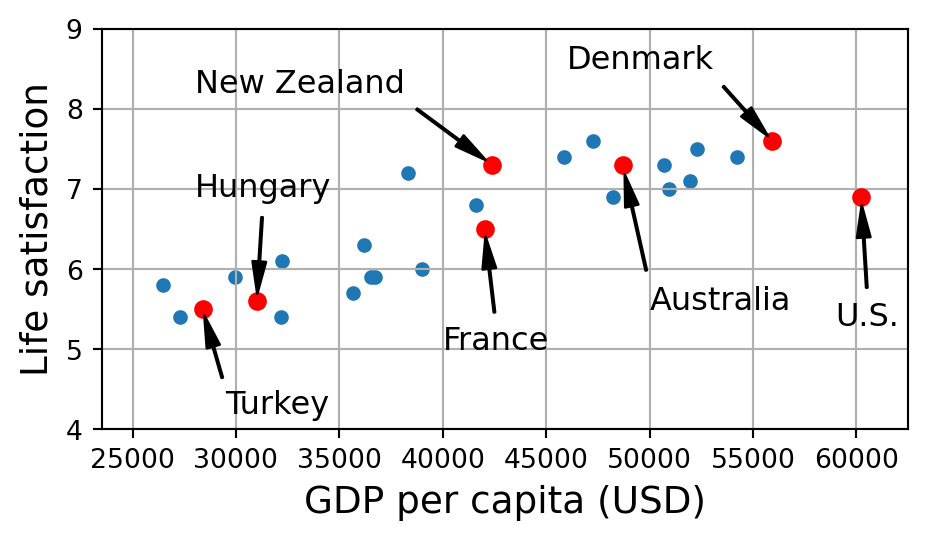 9
Denmark
New Zealand
8
Hungary
7
Life satisfaction
6
Australia
U.S.
France
5
Turkey
4
25000 30000 35000 40000 45000 50000 55000 60000
GDP per capita (USD)